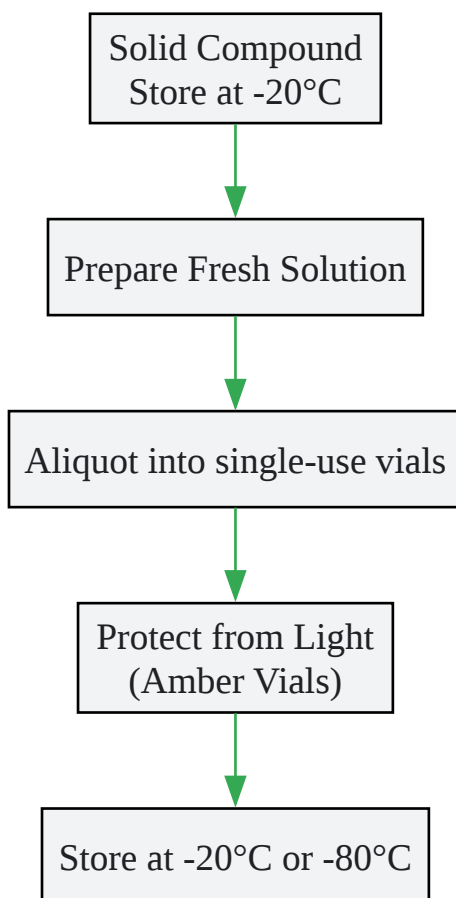 Solid Compound
Store at -20°C
Prepare Fresh Solution
Aliquot into single-use vials
Protect from Light
(Amber Vials)
Store at -20°C or -80°C